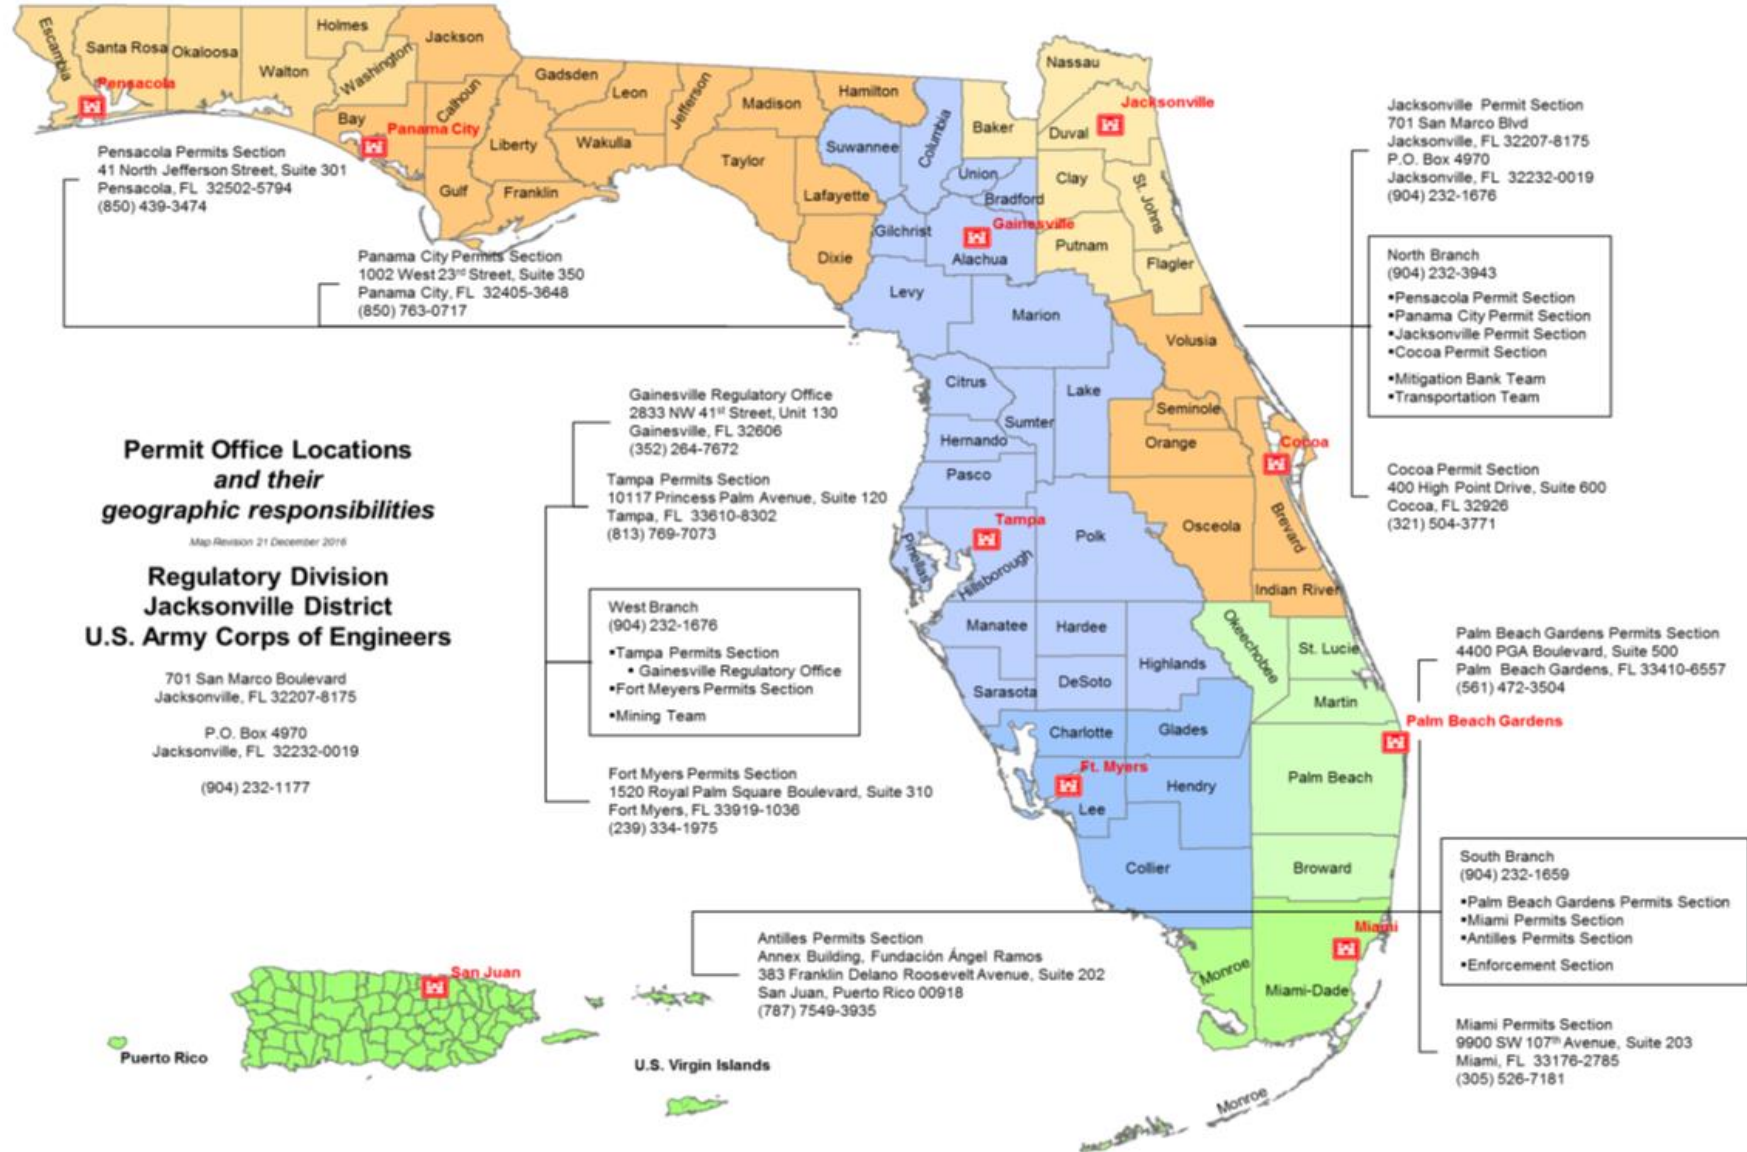 Escambia
Santa Rosa
Okaloosa
Walton
Holmes
Washington
Jackson
Bay
Calhoun
Gadsden
Liberty
Gulf
Franklin
Leon
Wakulla
Jefferson
Madison
Taylor
Hamilton
Suwannee
Lafayette
Dixie
Columbia
Baker
Nassau
Duval
Union
Bradford
Clay
St. Johns
Gilchrist
Alachua
Putnam
Flagler
Levy
Marion
Volusia
Citrus
Sumter
Lake
Seminole
Orange
Hernando
Pasco
Pinellas
Hillsborough
Polk
Osceola
Brevard
Indian River
Manatee
Hardee
Highlands
Okeechobee
St. Lucie
Sarasota
DeSoto
Martin
Charlotte
Glades
Lee
Hendry
Palm Beach
Collier
Broward
Monroe
Miami-Dade
Monroe
Pensacola
Panama City
Jacksonville
Gainesville
Cocoa
Tampa
Palm Beach Gardens
Ft. Myers
Miami
San Juan
Pensacola Permits Section
41 North Jefferson Street, Suite 301
Pensacola, FL 32502-5794
(850) 439-3474
Panama City Permits Section
1002 West 23rd Street, Suite 350
Panama City, FL 32405-3648
(850) 763-0717
Jacksonville Permit Section
701 San Marco Blvd
Jacksonville, FL 32207-8175
P.O. Box 4970
Jacksonville, FL 32232-0019
(904) 232-1676
North Branch
(904) 232-3943
▪Pensacola Permit Section
▪Panama City Permit Section
▪Jacksonville Permit Section
▪Cocoa Permit Section
▪Mitigation Bank Team
▪Transportation Team
Cocoa Permit Section
400 High Point Drive, Suite 600
Cocoa, FL 32926
(321) 504-3771
Permit Office Locations
and their
geographic responsibilities
Map Revision 21 December 2016
Regulatory Division
Jacksonville District
U.S. Army Corps of Engineers
701 San Marco Boulevard
Jacksonville, FL 32207-8175
P.O. Box 4970
Jacksonville, FL 32232-0019
(904) 232-1177
Gainesville Regulatory Office
2833 NW 41st Street, Unit 130
Gainesville, FL 32606
(352) 264-7672
Tampa Permits Section
10117 Princess Palm Avenue, Suite 120
Tampa, FL 33610-8302
(813) 769-7073
West Branch
(904) 232-1676
▪Tampa Permits Section
• Gainesville Regulatory Office
▪Fort Meyers Permits Section
▪Mining Team
Fort Myers Permits Section
1520 Royal Palm Square Boulevard, Suite 310
Fort Myers, FL 33919-1036
(239) 334-1975
Palm Beach Gardens Permits Section
4400 PGA Boulevard, Suite 500
Palm Beach Gardens, FL 33410-6557
(561) 472-3504
South Branch
(904) 232-1659
▪Palm Beach Gardens Permits Section
▪Miami Permits Section
▪Antilles Permits Section
▪Enforcement Section
Antilles Permits Section
Annex Building, Fundación Ángel Ramos
383 Franklin Delano Roosevelt Avenue, Suite 202
San Juan, Puerto Rico 00918
(787) 7549-3935
Miami Permits Section
9900 SW 107th Avenue, Suite 203
Miami, FL 33176-2785
(305) 526-7181
Puerto Rico
U.S. Virgin Islands